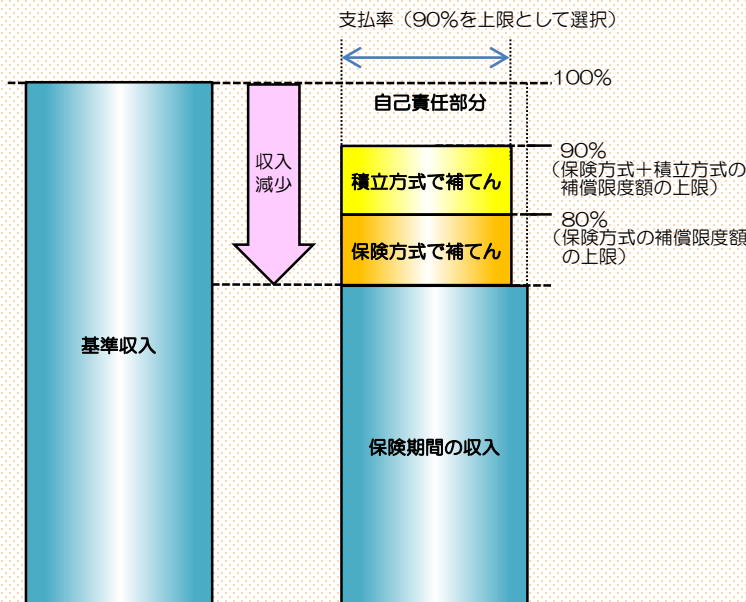 支払率（90％を上限として選択）
100%
自己責任部分
収入
減少
90%
（保険方式＋積立方式の
補償限度額の上限）
積立方式で補てん
80%
（保険方式の補償限度額
の上限）
保険方式で補てん
基準収入
保険期間の収入